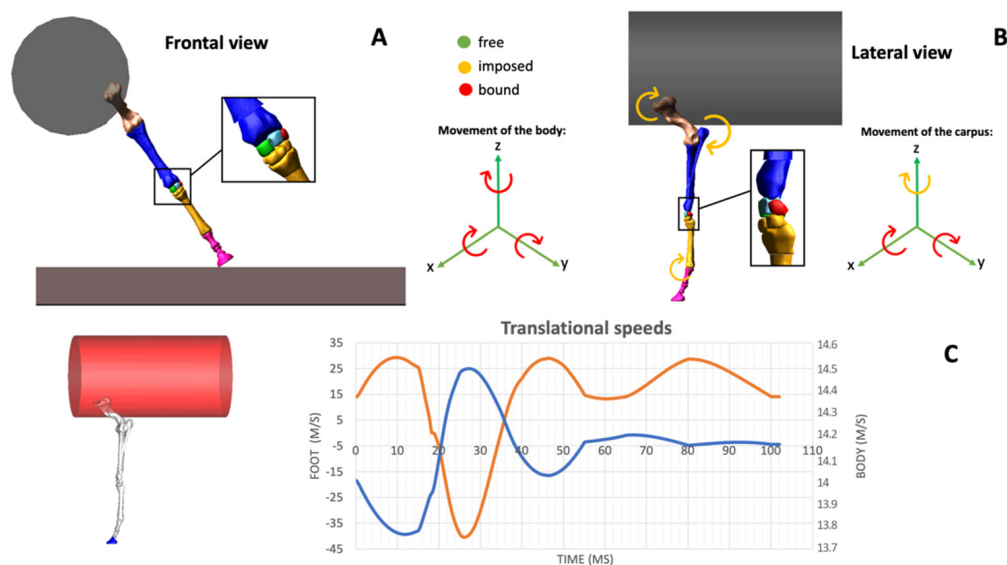 Frontal view
A
free
imposed
bound
Movement of the body:
z
x
y
B
Lateral view
Movement of the carpus:
z
x
y
Translational speeds
C
35
25
15
5
-5
-15
-25
-35
-45
FOOT (M/S)
0 10 20 30 40 50 60 70 80 90 100 110
TIME (MS)
14.6
14.5
14.4
14.3
14.2
14.1
14
13.9
13.8
13.7
BODY (M/S)